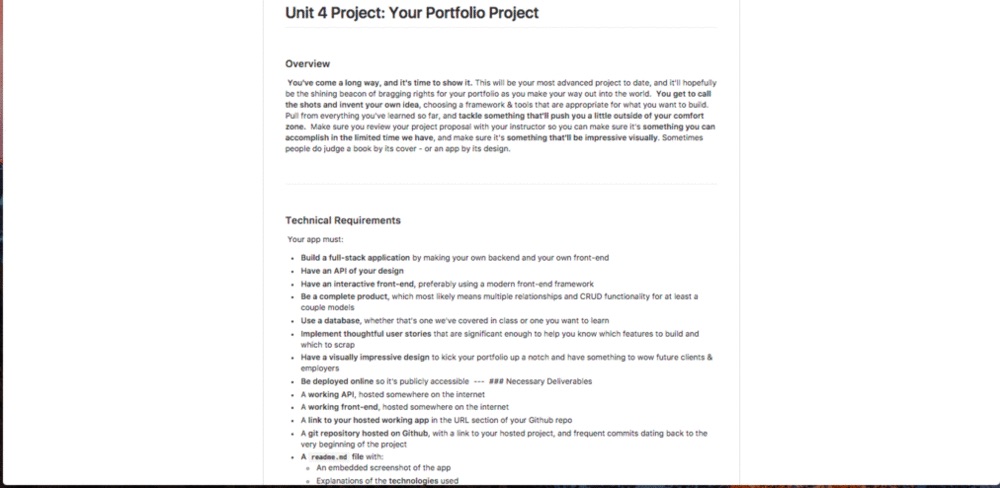 Unit 4 Project: Your Portfolio Project
Overview
You've come a long way, and it's time to show it. This will be your most advanced project to date, and it'll hopefully
be the shining beacon of bragging rights for your portfolio as you make your way out into the world. You get to call
the shots and invent your own idea, choosing a framework & tools that are appropriate for what you want to build.
Pull from everything you've learned so far, and tackle something that'll push you a little outside of your comfort
zone. Make sure you review your project proposal with your instructor so you can make sure it's something you can
accomplish in the limited time we have, and make sure it's something that'll be impressive visually. Sometimes
people do judge a book by its cover - or an app by its design.
Technical Requirements
Your app must:
• Build a full-stack application by making your own backend and your own front-end
• Have an API of your design
• Have an interactive front-end, preferably using a modern front-end framework
• Be a complete product, which most likely means multiple relationships and CRUD functionality for at least a
couple models
• Use a database, whether that's one we've covered in class or one you want to learn
• Implement thoughtful user stories that are significant enough to help you know which features to build and
which to scrap
• Have a visually impressive design to kick your portfolio up a notch and have something to wow future clients &
employers
• Be deployed online so it's publicly accessible --- ### Necessary Deliverables
• A working API, hosted somewhere on the internet
• A working front-end, hosted somewhere on the internet
• A link to your hosted working app in the URL section of your Github repo
• A git repository hosted on Github, with a link to your hosted project, and frequent commits dating back to the
very beginning of the project
• A readme.md file with:
◦ An embedded screenshot of the app
◦ Explanations of the technologies used